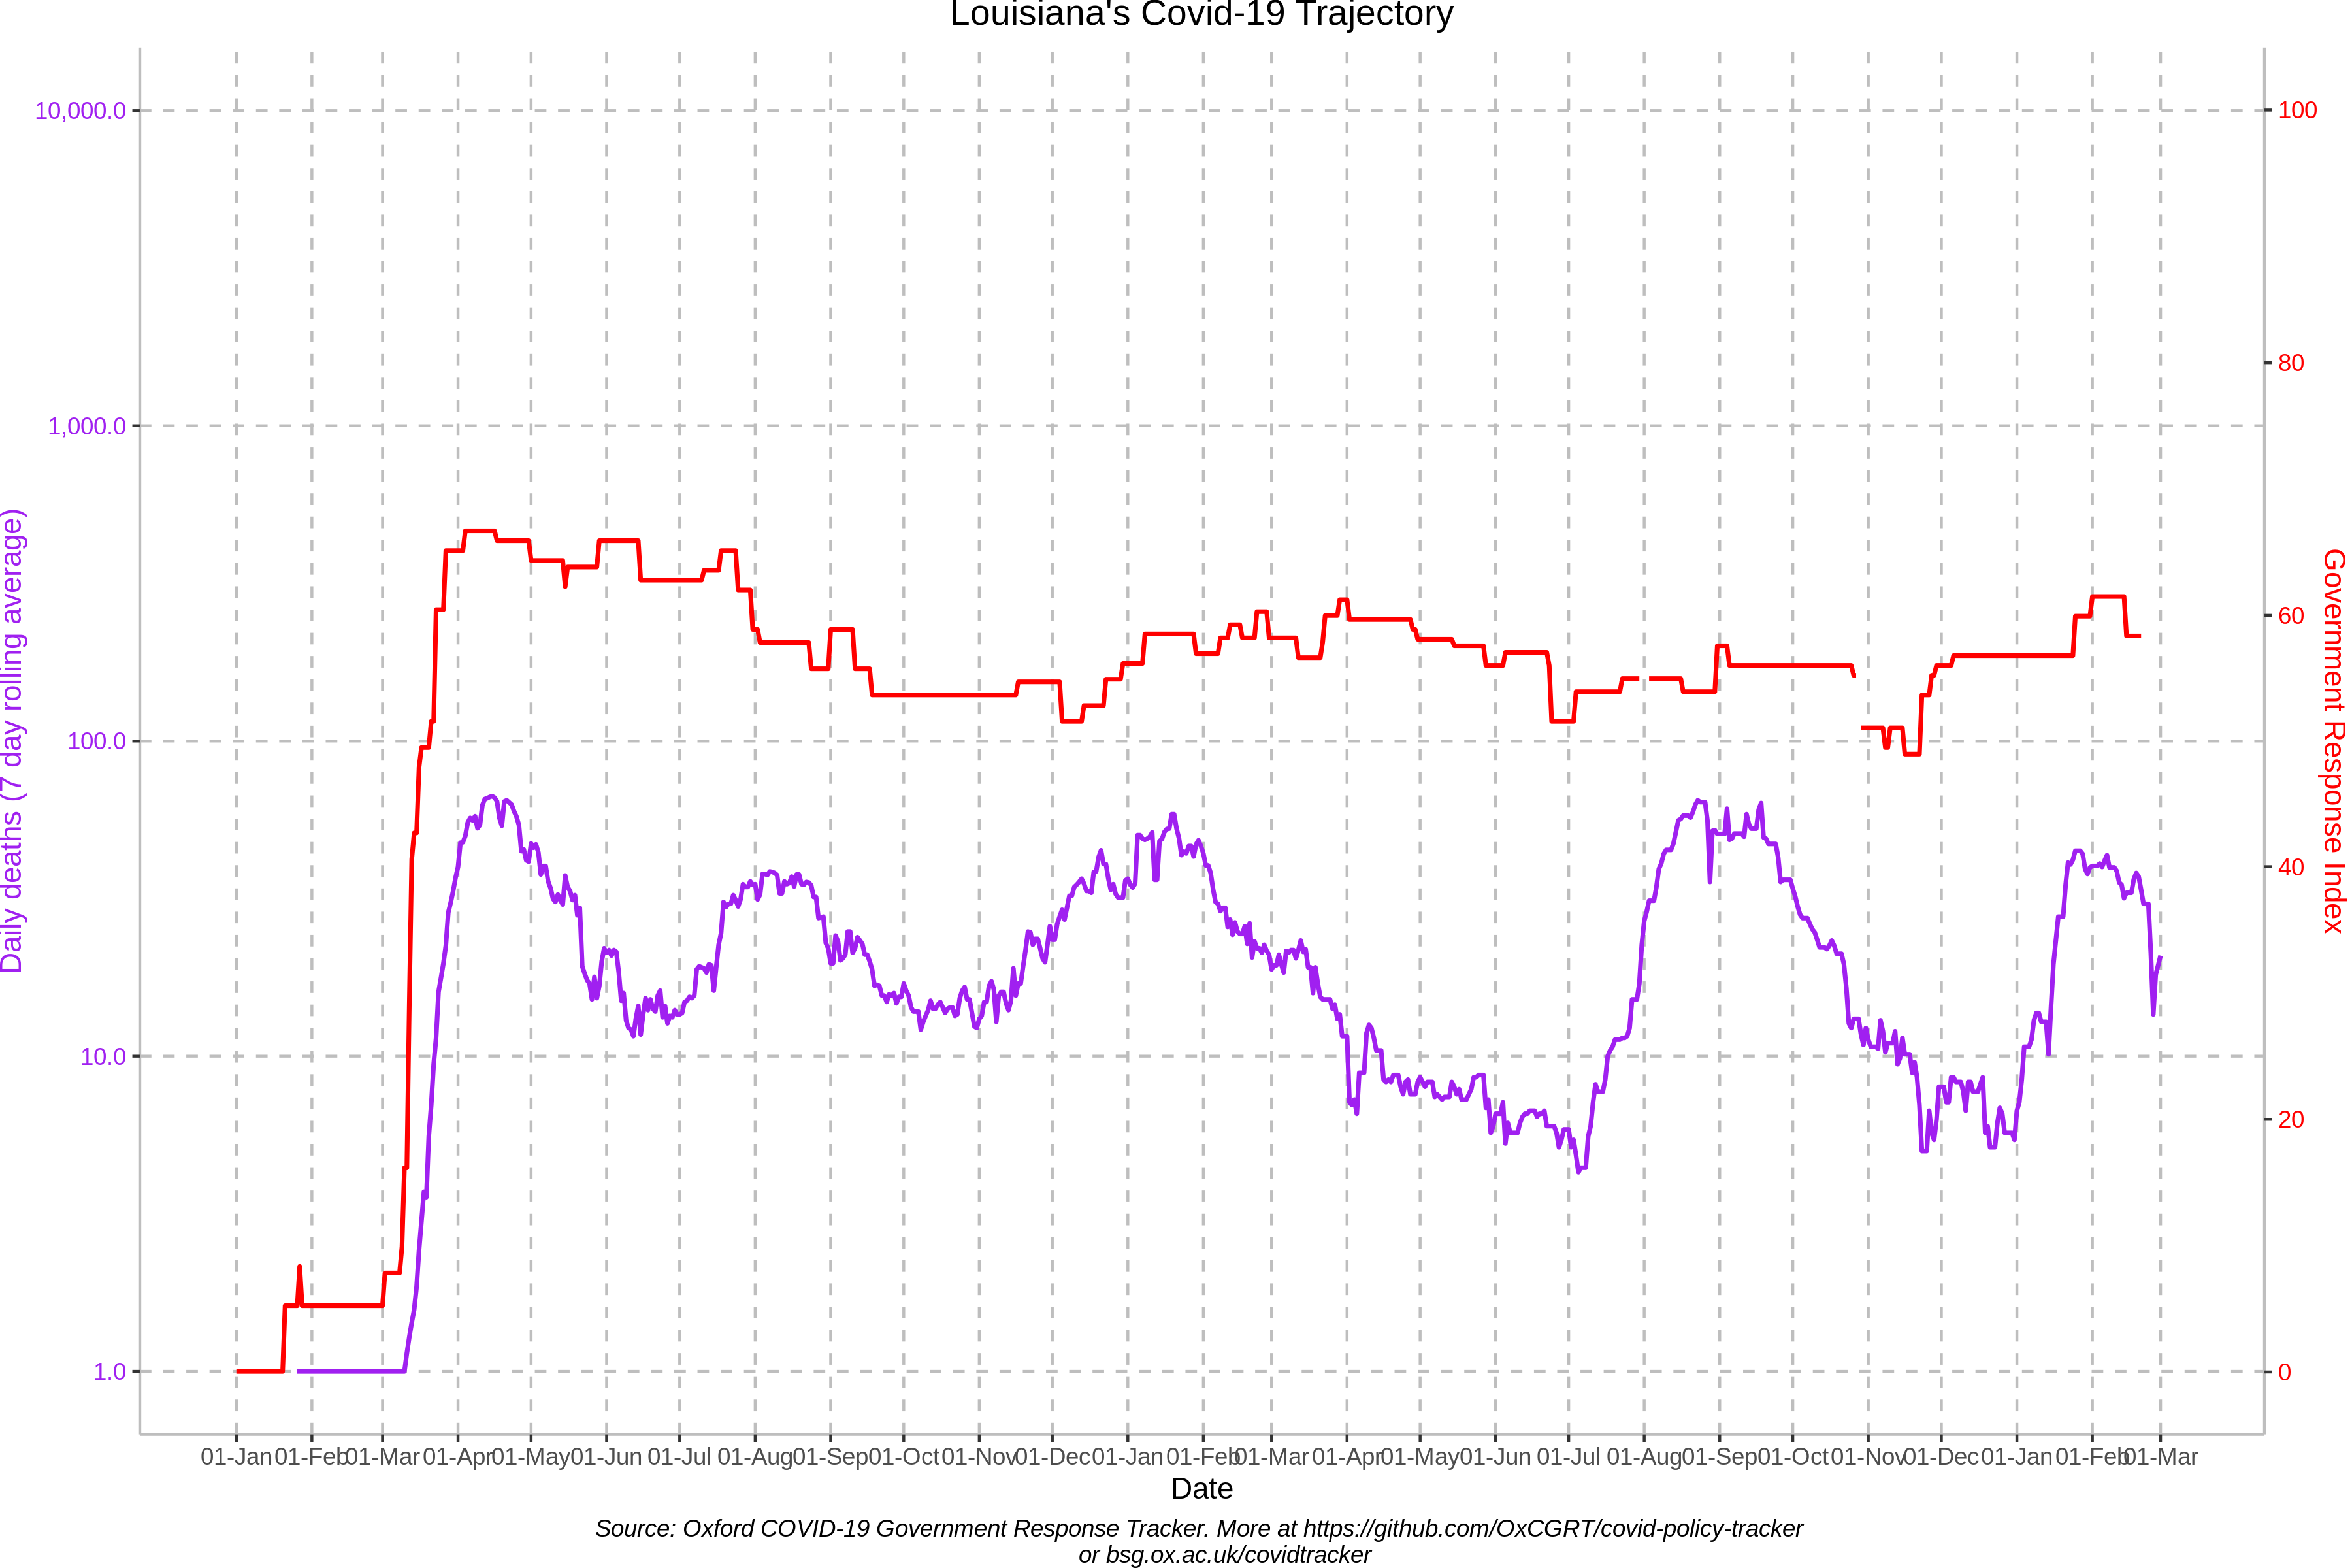 Louisiana's Covid-19 Trajectory
10,000.0
1,000.0
100.0
10.0
1.0
Daily deaths (7 day rolling average)
100
80
60
40
20
0
Government Response Index
01-Jan 01-Feb 01-Mar 01-Apr 01-May 01-Jun 01-Jul 01-Aug 01-Sep 01-Oct 01-Nov 01-Dec 01-Jan 01-Feb 01-Mar 01-Apr 01-May 01-Jun 01-Jul 01-Aug 01-Sep 01-Oct 01-Nov 01-Dec 01-Jan 01-Feb 01-Mar
Date
Source: Oxford COVID-19 Government Response Tracker. More at https://github.com/OxCGRT/covid-policy-tracker
or bsg.ox.ac.uk/covidtracker